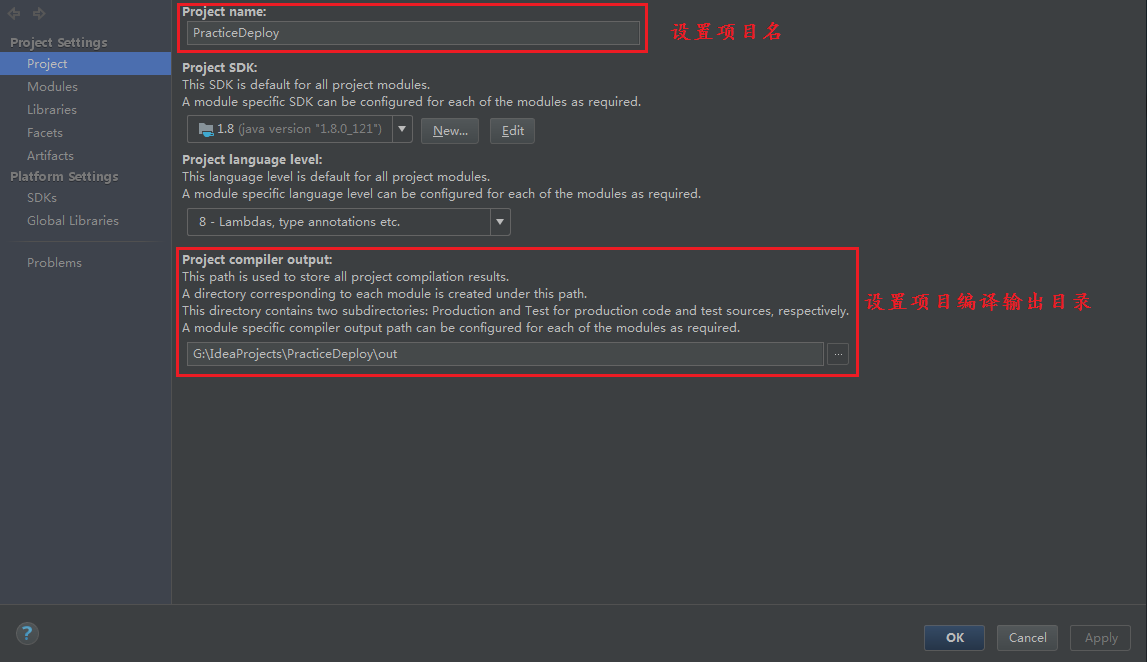 Project Settings
Project
Modules
Libraries
Facets
Artifacts
Platform Settings
SDKs
Global Libraries
Problems
Project name:
PracticeDeploy
设置项目名
Project SDK:
This SDK is default for all project modules.
A module specific SDK can be configured for each of the modules as required.
1.8 (java version "1.8.0_121")
New...
Edit
Project language level:
This language level is default for all project modules.
A module specific language level can be configured for each of the modules as required.
8 - Lambdas, type annotations etc.
Project compiler output:
This path is used to store all project compilation results.
A directory corresponding to each module is created under this path.
This directory contains two subdirectories: Production and Test for production code and test sources, respectively.
A module specific compiler output path can be configured for each of the modules as required.
设置项目编译输出目录
G:\IdeaProjects\PracticeDeploy\out
...
?
OK
Cancel
Apply